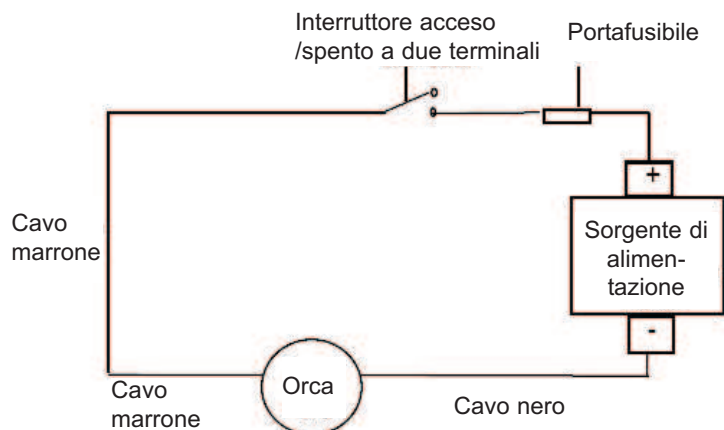 Interruttore acceso
/spento a due terminali
Portafusibile
+
Sorgente di
alimen-
tazione
-
Cavo
marrone
Cavo
marrone
Orca
Cavo nero